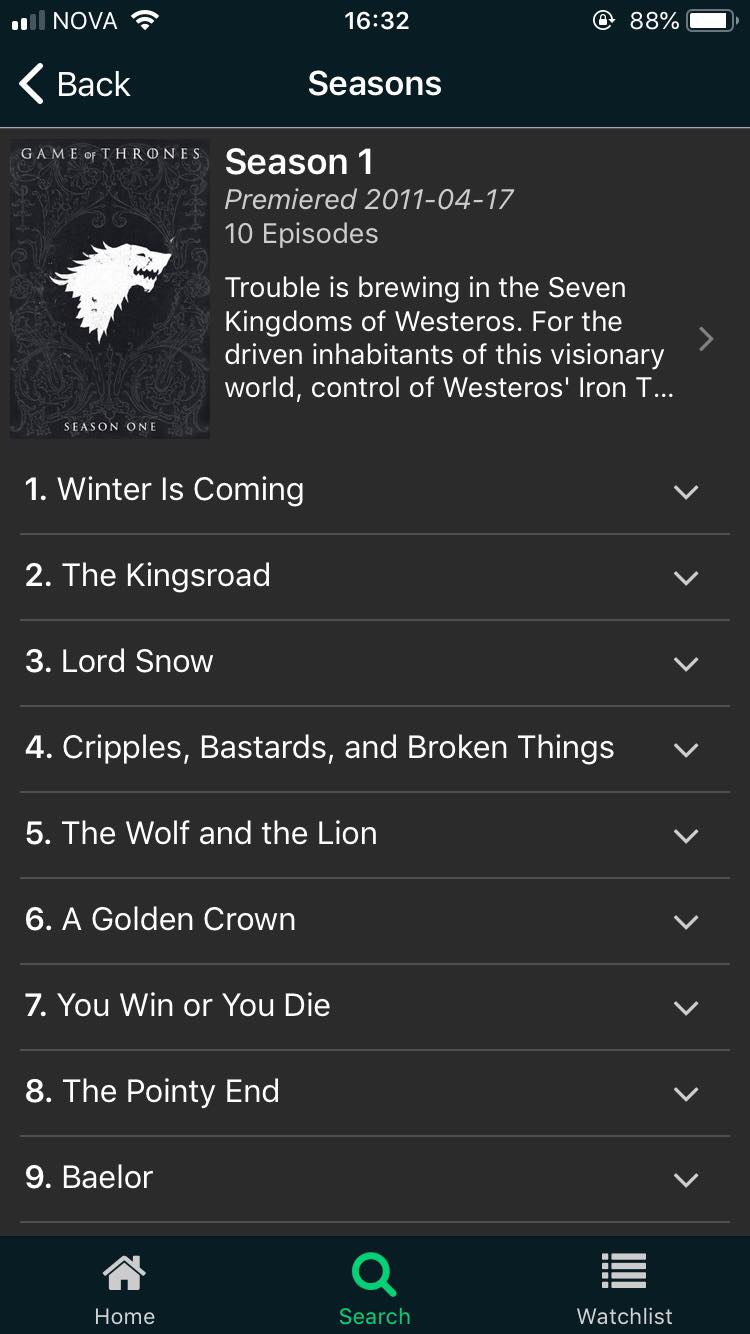 NOVA 16:32 88%
Back Seasons
GAME OF THRONES
SEASON ONE
Season 1
Premiered 2011-04-17
10 Episodes
Trouble is brewing in the Seven
Kingdoms of Westeros. For the
driven inhabitants of this visionary
world, control of Westeros' Iron T...
1. Winter Is Coming
2. The Kingsroad
3. Lord Snow
4. Cripples, Bastards, and Broken Things
5. The Wolf and the Lion
6. A Golden Crown
7. You Win or You Die
8. The Pointy End
9. Baelor
Home Search Watchlist